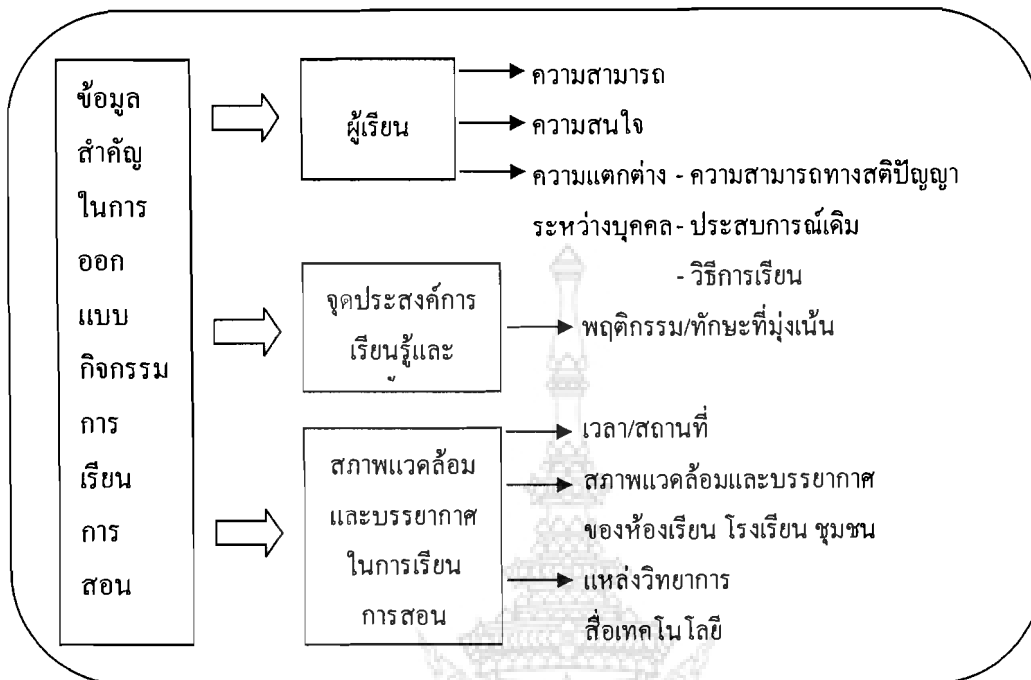 ข้อมูล
สำคัญ
ในการ
ออก
แบบ
กิจกรรม
การ
เรียน
การ
สอน
ผู้เรียน
ความสามารถ
ความสนใจ
ความแตกต่าง - ความสามารถทางสติปัญญา
ระหว่างบุคคล - ประสบการณ์เดิม
- วิธีการเรียน
จุดประสงค์การ
เรียนรู้และ
พฤติกรรม/ทักษะที่มุ่งเน้น
สภาพแวดล้อม
และบรรยากาศ
ในการเรียน
การสอน
เวลา/สถานที่
สภาพแวดล้อมและบรรยากาศ
ของห้องเรียน โรงเรียน ชุมชน
แหล่งวิทยาการ
สื่อเทคโนโลยี